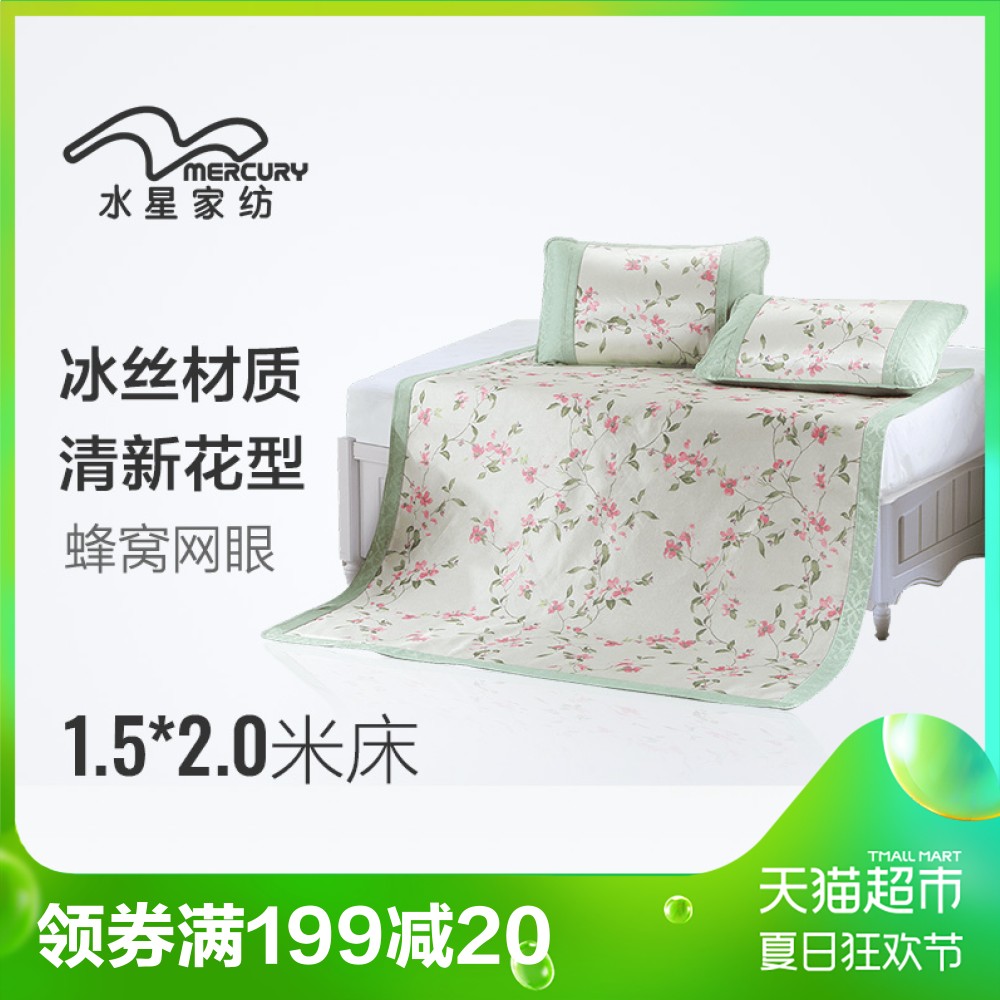 MERCURY
水星家纺
冰丝材质
清新花型
蜂窝网眼
1.5*2.0米床
TMALL MART
天猫超市
夏日狂欢节
领券满199减20